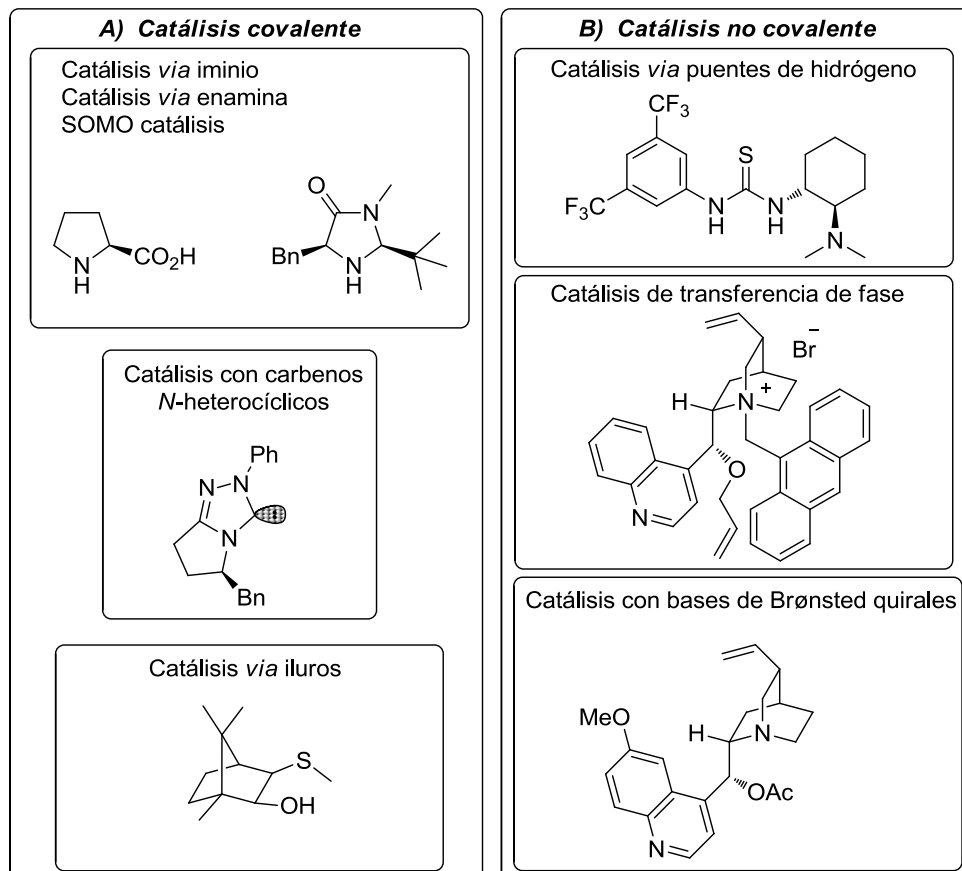 A) Catálisis covalente
Catálisis via iminio
Catálisis via enamina
SOMO catálisis
O
N
N
H
CO2H
Bn
N
H
Catálisis con carbenos
N-heterocíclicos
Ph
N
N
N
Bn
Catálisis via iluros
S
OH
B) Catálisis no covalente
Catálisis via puentes de hidrógeno
CF3
S
F3C
N
H
N
H
N
Catálisis de transferencia de fase
Br
−
+
H
N
O
N
Catálisis con bases de Brønsted quirales
MeO
H
N
OAc
N